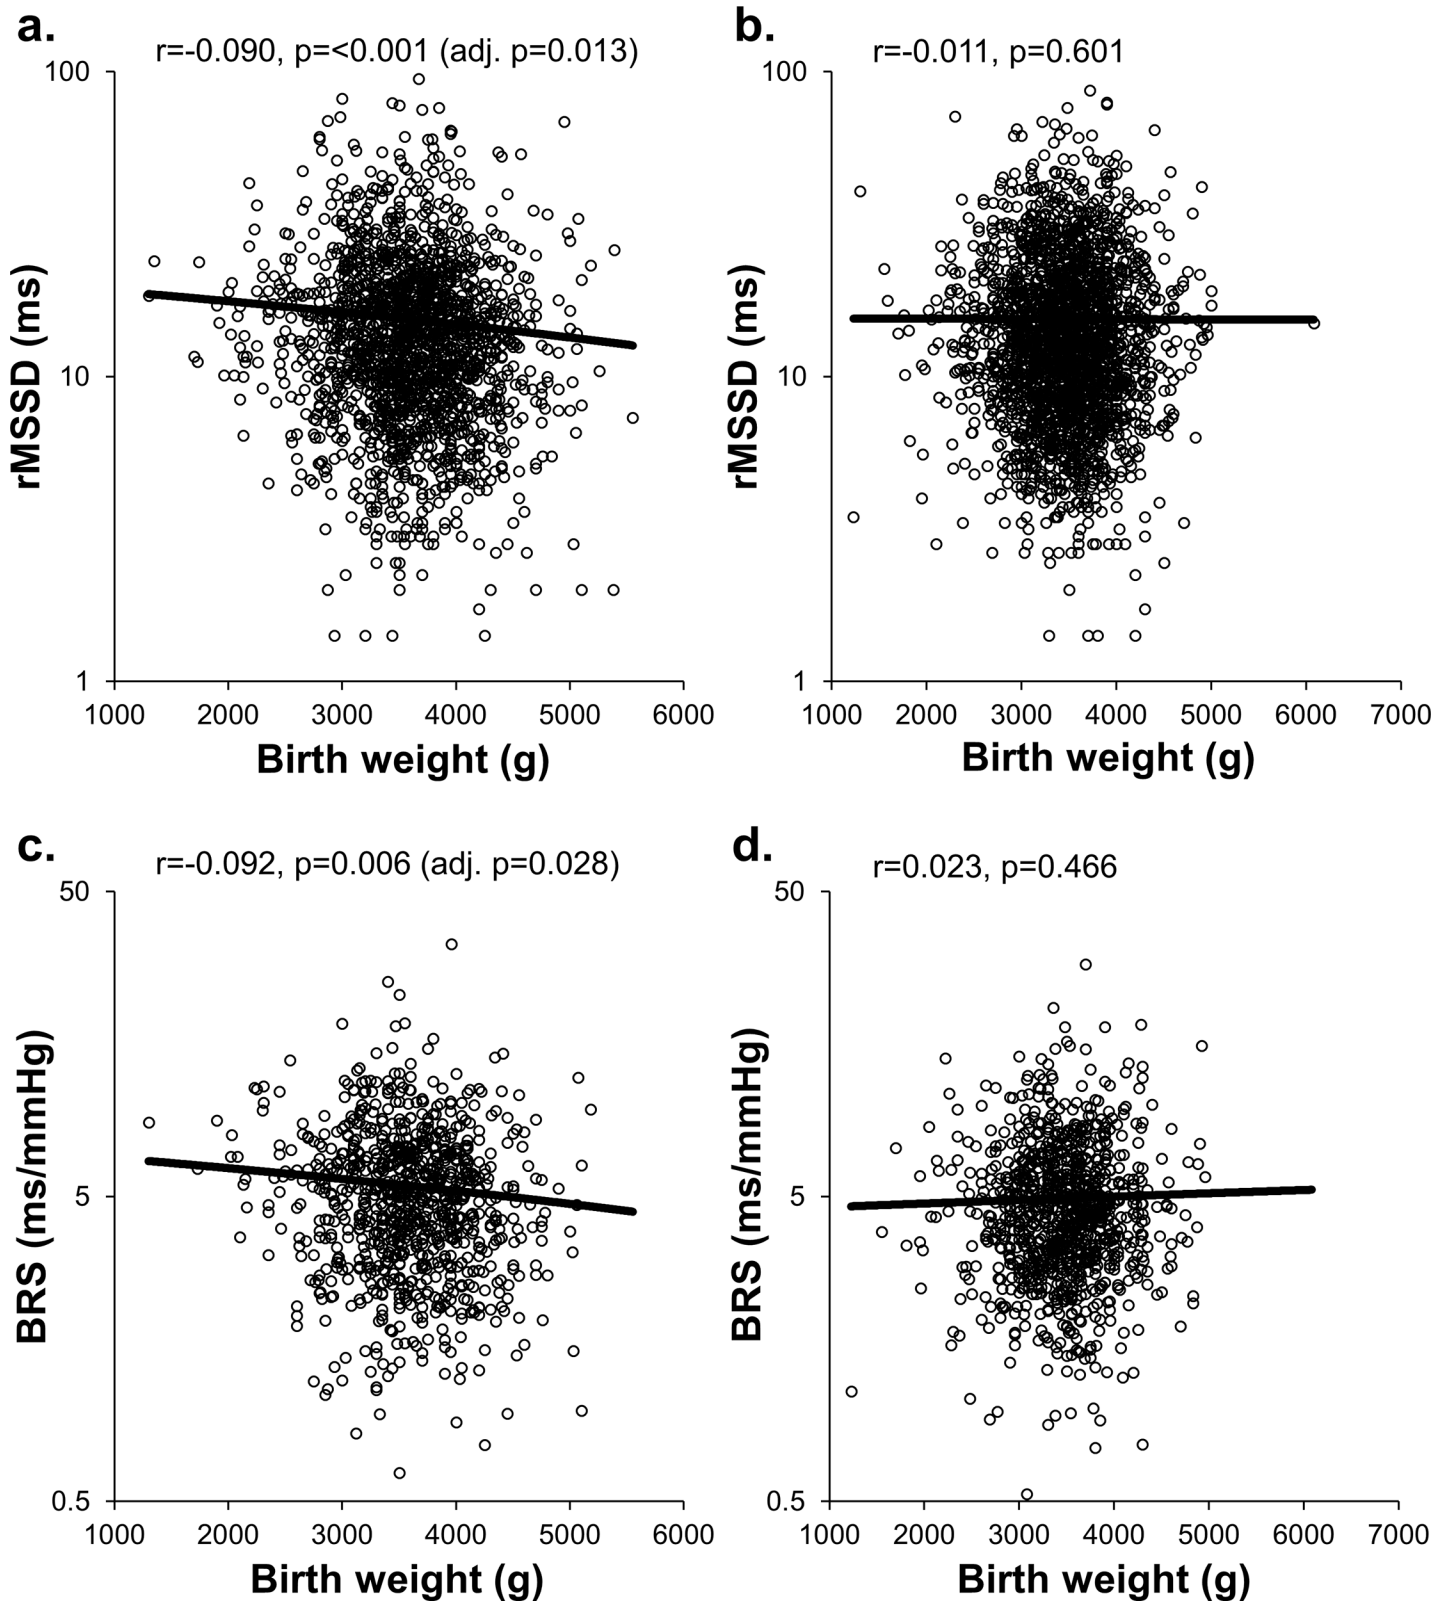 a.
r=-0.090, p=<0.001 (adj. p=0.013)
100
10
1
rMSSD (ms)
1000 2000 3000 4000 5000 6000
Birth weight (g)
b.
r=-0.011, p=0.601
100
10
1
rMSSD (ms)
1000 2000 3000 4000 5000 6000 7000
Birth weight (g)
c.
r=-0.092, p=0.006 (adj. p=0.028)
50
5
0.5
BRS (ms/mmHg)
1000 2000 3000 4000 5000 6000
Birth weight (g)
d.
r=0.023, p=0.466
50
5
0.5
BRS (ms/mmHg)
1000 2000 3000 4000 5000 6000 7000
Birth weight (g)